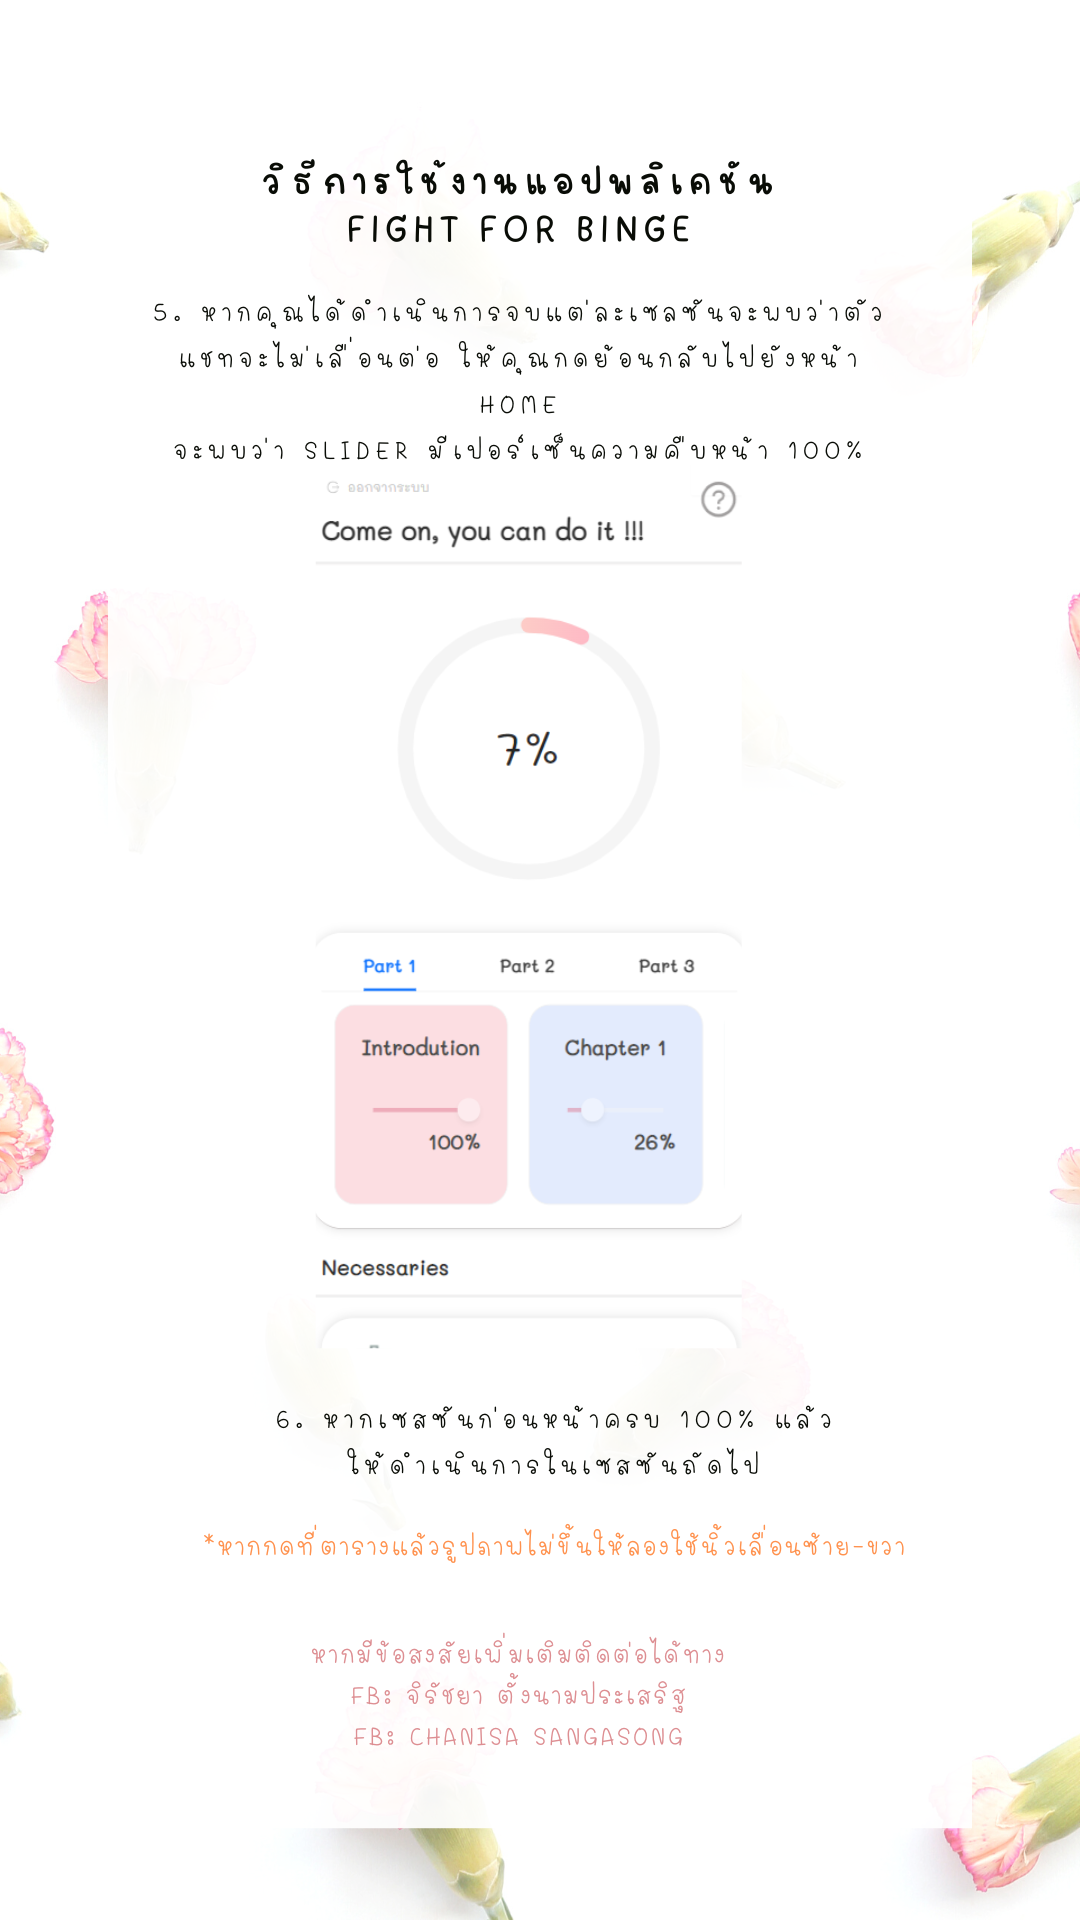 วิธีการใช้งานแอปพลิเคชัน
FIGHT FOR BINGE
5. หากคุณได้ดำเนินการจบแต่ละเซลซันจะพบว่าตัว
แชทจะไม่เลื่อนต่อ ให้คุณกดย้อนกลับไปยังหน้า
HOME
จะพบว่า SLIDER มีเปอร์เซ็นความคืบหน้า 100%
ออกจากระบบ
?
Come on, you can do it !!!
7%
Part 1 Part 2 Part 3
Introdution Chapter 1
100% 26%
Necessaries
6. หากเซสซันก่อนหน้าครบ 100% แล้ว
ให้ดำเนินการในเซสซันถัดไป
*หากกดที่ตารางแล้วรูปภาพไม่ขึ้นให้ลองใช้นิ้วเลื่อนซ้าย-ขวา
หากมีข้อสงสัยเพิ่มเติมติดต่อได้ทาง
FB: จิรัชยา ตั้งนามประเสริฐ
FB: CHANISA SANGASONG